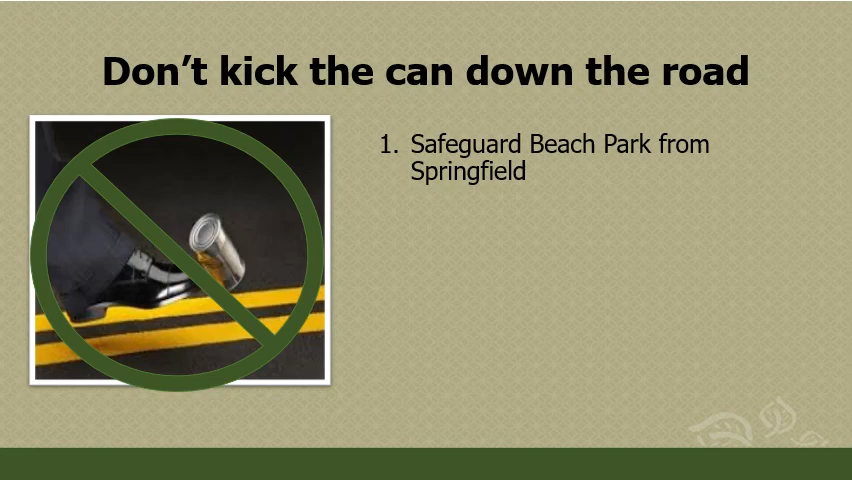 Don’t kick the can down the road
1. Safeguard Beach Park from
Springfield